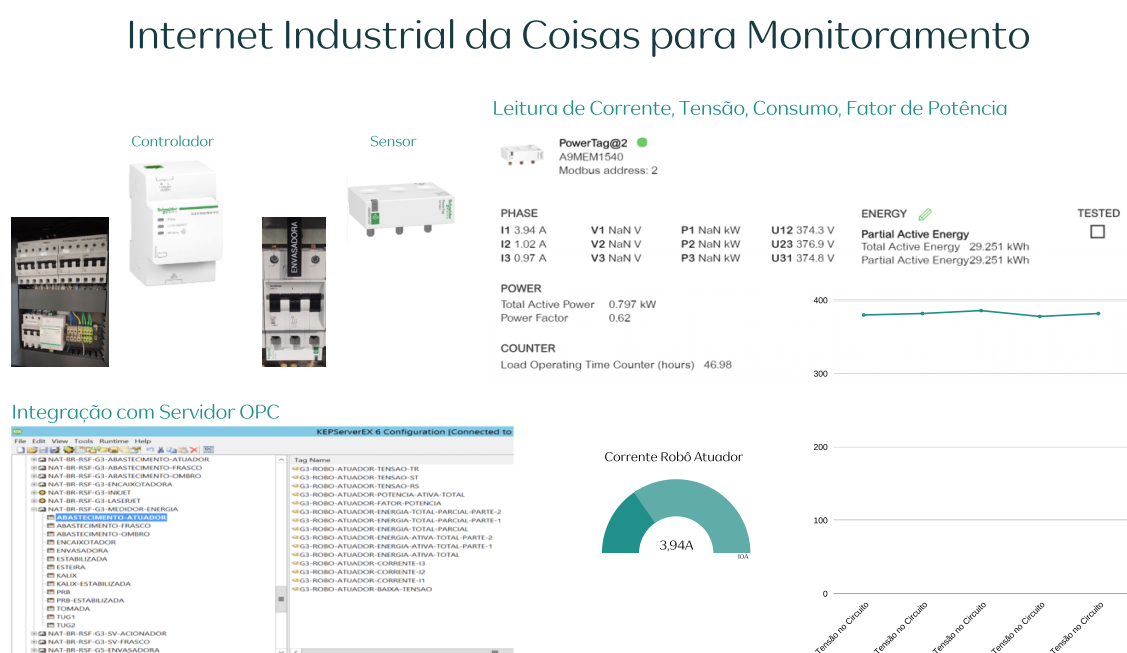 Internet Industrial da Coisas para Monitoramento
Leitura de Corrente, Tensão, Consumo, Fator de Potência
Controlador
Sensor
PowerTag@2
A9MEM1540
Modbus address: 2
PHASE
I1 3.94 A V1 NaN V P1 NaN kW U12 374.3 V
I2 1.02 A V2 NaN V P2 NaN kW U23 376.9 V
I3 0.97 A V3 NaN V P3 NaN kW U31 374.8 V
ENERGY
Partial Active Energy
Total Active Energy 29.251 kWh
Partial Active Energy 29.251 kWh
TESTED
POWER
Total Active Power 0.797 kW
Power Factor 0.62
COUNTER
Load Operating Time Counter (hours) 46.98
ENVASADORA
Schneider
400
300
200
100
0
Tensão no Circuito
Tensão no Circuito
Tensão no Circuito
Tensão no Circuito
Tensão no Circuito
Integração com Servidor OPC
KEPServerEX 6 Configuration [Connected to
File Edit View Tools Runtime Help
NAT-BR-RSF-G3-ABASTECIMENTO-ATUADOR
NAT-BR-RSF-G3-ABASTECIMENTO-FRASCO
NAT-BR-RSF-G3-ABASTECIMENTO-OMBRO
NAT-BR-RSF-G3-ENCAIXOTADORA
NAT-BR-RSF-G3-INKJET
NAT-BR-RSF-G3-LASERJET
NAT-BR-RSF-G3-MEDIDOR-ENERGIA
ABASTECIMENTO-ATUADOR
ABASTECIMENTO-FRASCO
ABASTECIMENTO-OMBRO
ENCAIXOTADOR
ENVASADORA
ESTABILIZADA
ESTEIRA
KALIX
KALIX-ESTABILIZADA
PRB
PRB-ESTABILIZADA
TOMADA
TUG1
TUG2
NAT-BR-RSF-G3-SV-ACIONADOR
NAT-BR-RSF-G3-SV-FRASCO
NAT-BR-RSF-G5-ENVASADORA
Tag Name
G3-ROBO-ATUADOR-TENSAO-TR
G3-ROBO-ATUADOR-TENSAO-ST
G3-ROBO-ATUADOR-TENSAO-RS
G3-ROBO-ATUADOR-POTENCIA-ATIVA-TOTAL
G3-ROBO-ATUADOR-FATOR-POTENCIA
G3-ROBO-ATUADOR-ENERGIA-TOTAL-PARCIAL-PARTE-2
G3-ROBO-ATUADOR-ENERGIA-TOTAL-PARCIAL-PARTE-1
G3-ROBO-ATUADOR-ENERGIA-TOTAL-PARCIAL
G3-ROBO-ATUADOR-ENERGIA-ATIVA-TOTAL-PARTE-2
G3-ROBO-ATUADOR-ENERGIA-ATIVA-TOTAL-PARTE-1
G3-ROBO-ATUADOR-ENERGIA-ATIVA-TOTAL
G3-ROBO-ATUADOR-CORRENTE-I3
G3-ROBO-ATUADOR-CORRENTE-I2
G3-ROBO-ATUADOR-CORRENTE-I1
G3-ROBO-ATUADOR-BAIXA-TENSAO
Corrente Robô Atuador
3,94A
10A